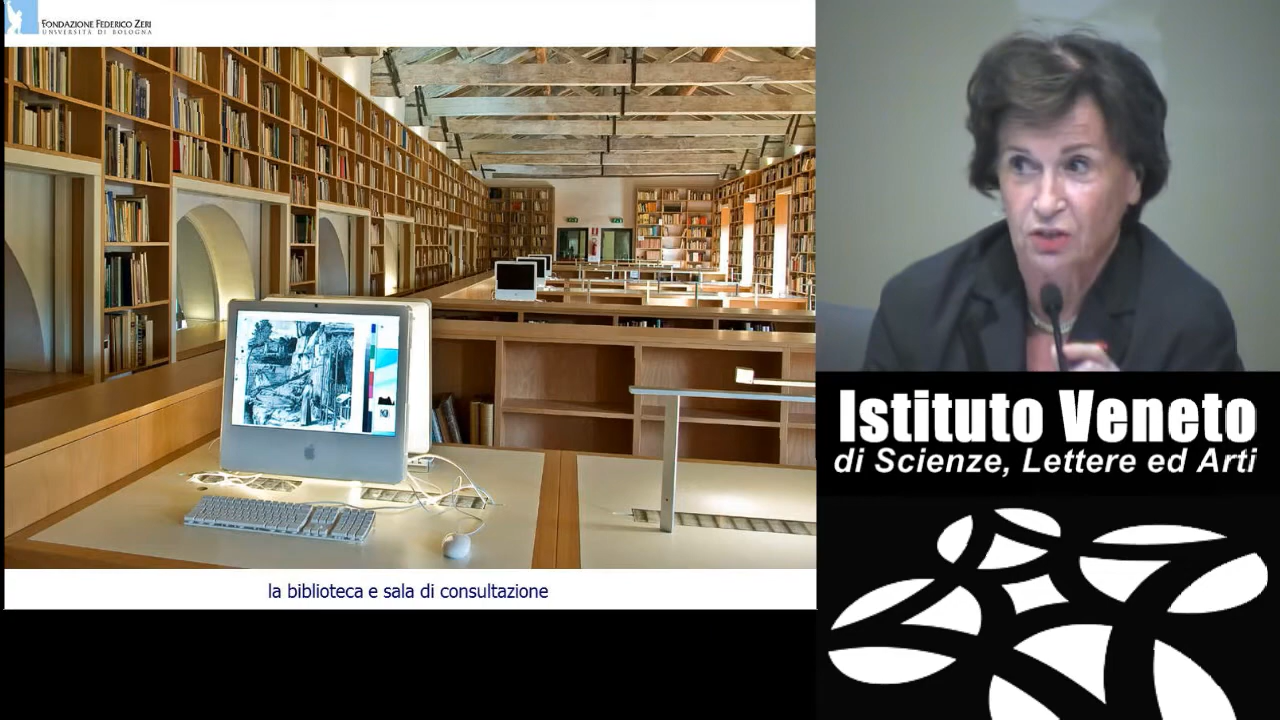 FONDAZIONE FEDERICO ZERI
UNIVERSITÀ DI BOLOGNA
la biblioteca e sala di consultazione
Istituto Veneto
di Scienze, Lettere ed Arti